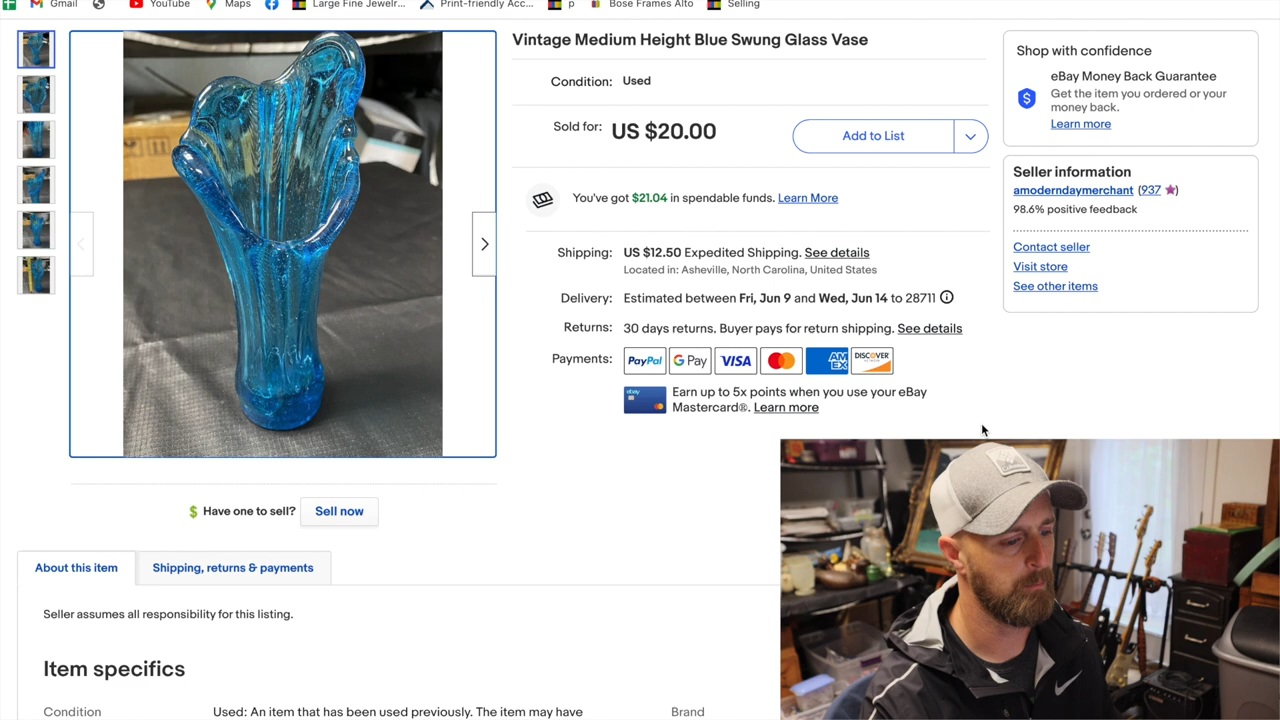 Gmail
YouTube
Maps
Large Fine Jewelr...
Print-friendly Acc...
p
Bose Frames Alto
Selling
Vintage Medium Height Blue Swung Glass Vase
Condition: Used
Sold for: US $20.00
Add to List
You've got $21.04 in spendable funds. Learn More
Shipping: US $12.50 Expedited Shipping. See details
Located in: Asheville, North Carolina, United States
Delivery: Estimated between Fri, Jun 9 and Wed, Jun 14 to 28711
Returns: 30 days returns. Buyer pays for return shipping. See details
Payments: PayPal G Pay VISA AM EX DISCOVER
ebay
Earn up to 5x points when you use your eBay
Mastercard®. Learn more
Shop with confidence
eBay Money Back Guarantee
Get the item you ordered or your
money back.
Learn more
Seller information
amoderndaymerchant (937)
98.6% positive feedback
Contact seller
Visit store
See other items
Have one to sell? Sell now
About this item
Shipping, returns & payments
Seller assumes all responsibility for this listing.
Item specifics
Condition
Used: An item that has been used previously. The item may have
Brand